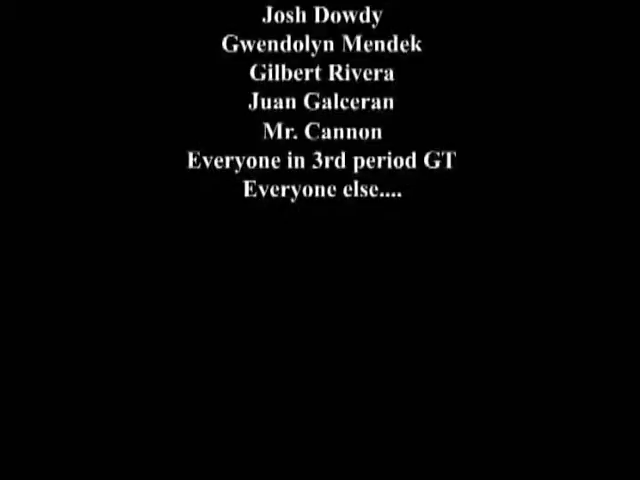 Josh Dowdy
Gwendolyn Mendek
Gilbert Rivera
Juan Galceran
Mr. Cannon
Everyone in 3rd period GT
Everyone else....